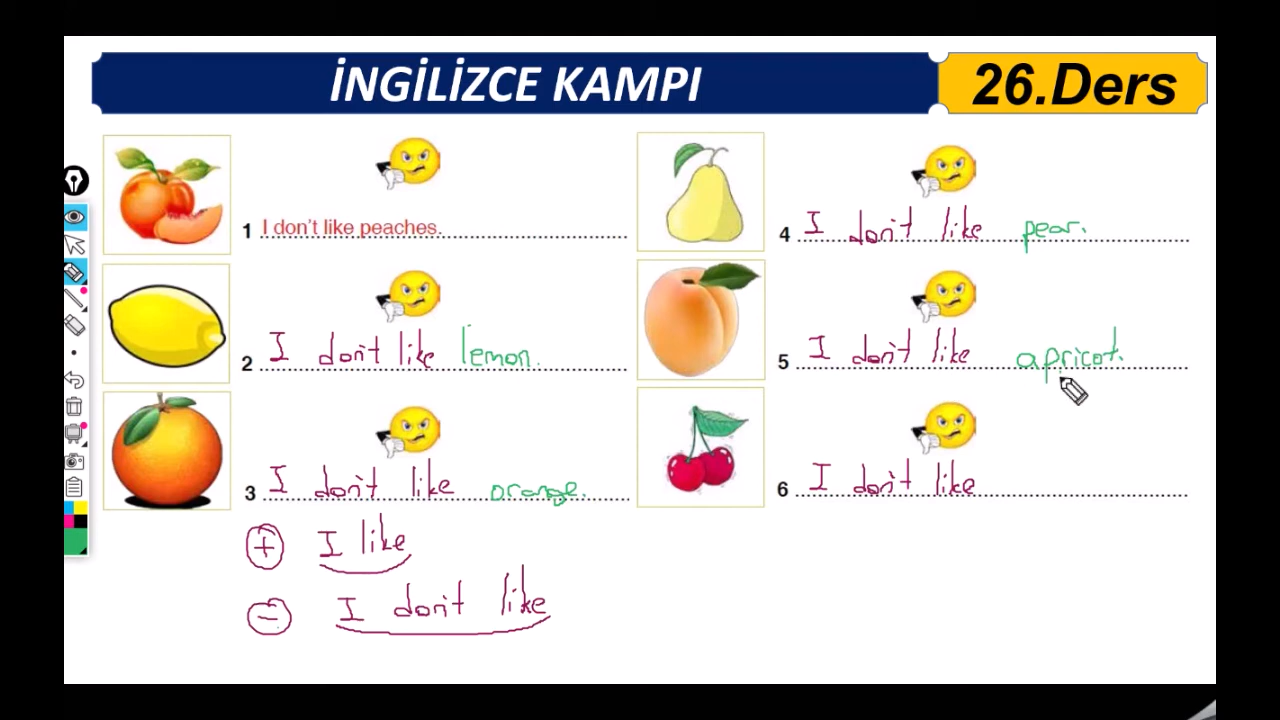 İNGİLİZCE KAMPI
26.Ders
1 I don't like peaches.
2 I don't like lemon.
3 I don't like orange.
4 I don't like pear.
5 I don't like apricot.
6 I don't like
+ I like
- I don't like